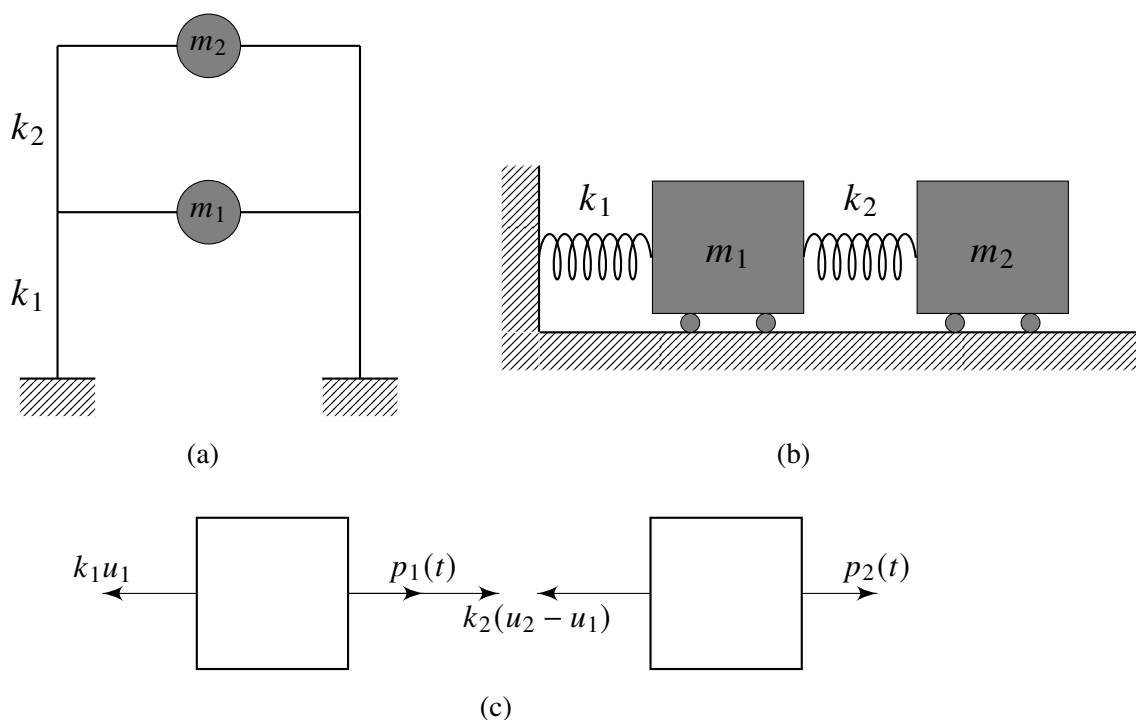 m₂
k₂
m₁
k₁
(a)
k₁ k₂
m₁ m₂
(b)
k₁u₁ p₁(t) p₂(t)
k₂(u₂ − u₁)
(c)